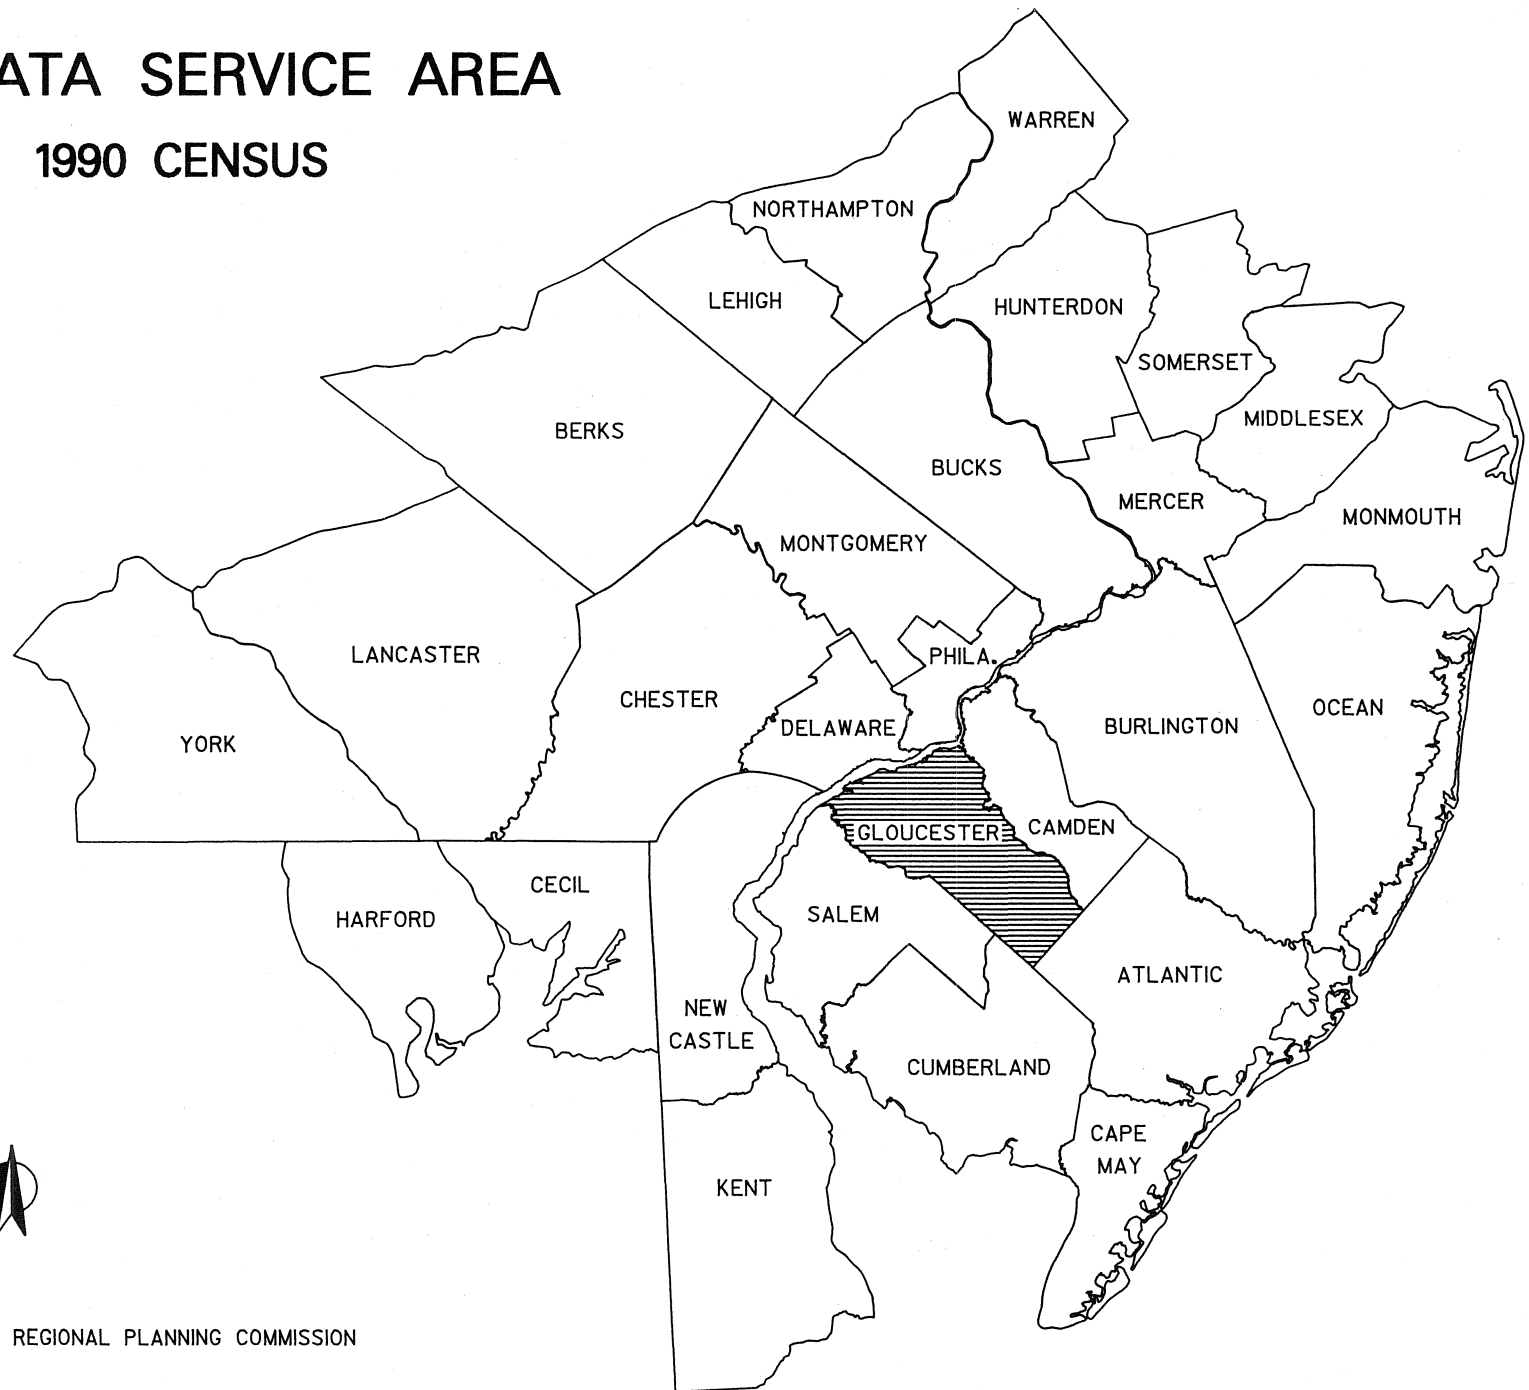 ATA SERVICE AREA
1990 CENSUS
WARREN
NORTHAMPTON
LEHIGH
HUNTERDON
SOMERSET
MIDDLESEX
BERKS
BUCKS
MERCER
MONMOUTH
MONTGOMERY
LANCASTER
PHILA.
CHESTER
DELAWARE
BURLINGTON
OCEAN
YORK
GLOUCESTER
CAMDEN
CECIL
HARFORD
SALEM
ATLANTIC
NEW
CASTLE
CUMBERLAND
CAPE
MAY
KENT
REGIONAL PLANNING COMMISSION